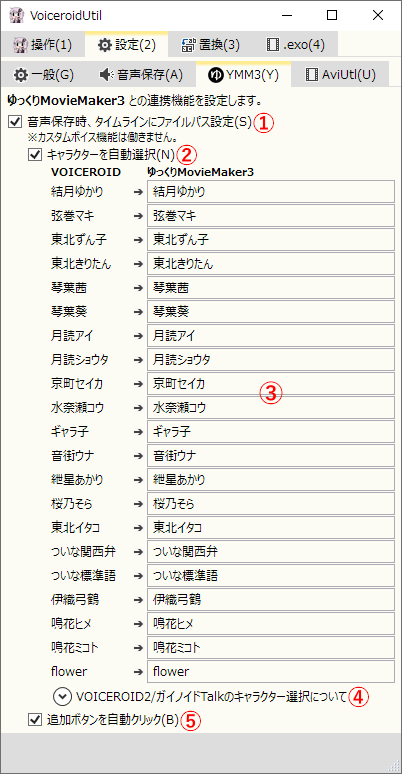 VoiceroidUtil
操作(1) 設定(2) 置換(3) .exo(4)
一般(G) 音声保存(A) YMM3(Y) AviUtl(U)
ゆっくりMovieMaker3 との連携機能を設定します。
音声保存時、タイムラインにファイルパス設定(S) ①
※カスタムボイス機能は働きません。
キャラクターを自動選択(N) ②
VOICEROID ゆっくりMovieMaker3
結月ゆかり ➔ 結月ゆかり
弦巻マキ ➔ 弦巻マキ
東北ずん子 ➔ 東北ずん子
東北きりたん ➔ 東北きりたん
琴葉茜 ➔ 琴葉茜
琴葉葵 ➔ 琴葉葵
月読アイ ➔ 月読アイ
月読ショウタ ➔ 月読ショウタ
京町セイカ ➔ 京町セイカ ③
水奈瀬コウ ➔ 水奈瀬コウ
ギャラ子 ➔ ギャラ子
音街ウナ ➔ 音街ウナ
紲星あかり ➔ 紲星あかり
桜乃そら ➔ 桜乃そら
東北イタコ ➔ 東北イタコ
ついな関西弁 ➔ ついな関西弁
ついな標準語 ➔ ついな標準語
伊織弓鶴 ➔ 伊織弓鶴
鳴花ヒメ ➔ 鳴花ヒメ
鳴花ミコト ➔ 鳴花ミコト
flower ➔ flower
VOICEROID2/ガイノイドTalkのキャラクター選択について ④
追加ボタンを自動クリック(B) ⑤